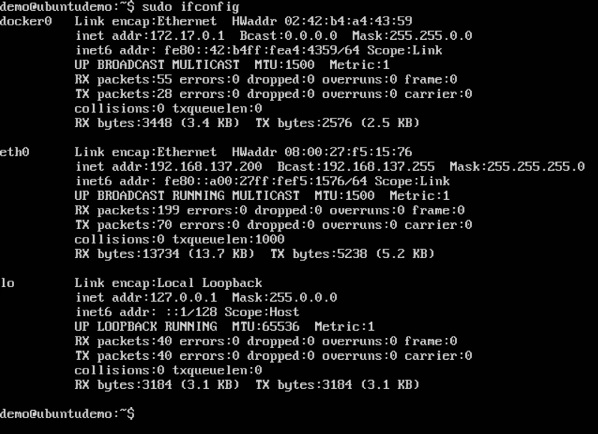 demo@ubuntudemo:~$ sudo ifconfig
docker0   Link encap:Ethernet  HWaddr 02:42:b4:a4:43:59
          inet addr:172.17.0.1  Bcast:0.0.0.0  Mask:255.255.0.0
          inet6 addr: fe80::42:b4ff:fea4:4359/64 Scope:Link
          UP BROADCAST MULTICAST  MTU:1500  Metric:1
          RX packets:55 errors:0 dropped:0 overruns:0 frame:0
          TX packets:28 errors:0 dropped:0 overruns:0 carrier:0
          collisions:0 txqueuelen:0
          RX bytes:3448 (3.4 KB)  TX bytes:2576 (2.5 KB)

eth0      Link encap:Ethernet  HWaddr 08:00:27:f5:15:76
          inet addr:192.168.137.200  Bcast:192.168.137.255  Mask:255.255.255.0
          inet6 addr: fe80::a00:27ff:fef5:1576/64 Scope:Link
          UP BROADCAST RUNNING MULTICAST  MTU:1500  Metric:1
          RX packets:199 errors:0 dropped:0 overruns:0 frame:0
          TX packets:70 errors:0 dropped:0 overruns:0 carrier:0
          collisions:0 txqueuelen:1000
          RX bytes:13734 (13.7 KB)  TX bytes:5238 (5.2 KB)

lo        Link encap:Local Loopback
          inet addr:127.0.0.1  Mask:255.0.0.0
          inet6 addr: ::1/128 Scope:Host
          UP LOOPBACK RUNNING  MTU:65536  Metric:1
          RX packets:40 errors:0 dropped:0 overruns:0 frame:0
          TX packets:40 errors:0 dropped:0 overruns:0 carrier:0
          collisions:0 txqueuelen:0
          RX bytes:3184 (3.1 KB)  TX bytes:3184 (3.1 KB)

demo@ubuntudemo:~$